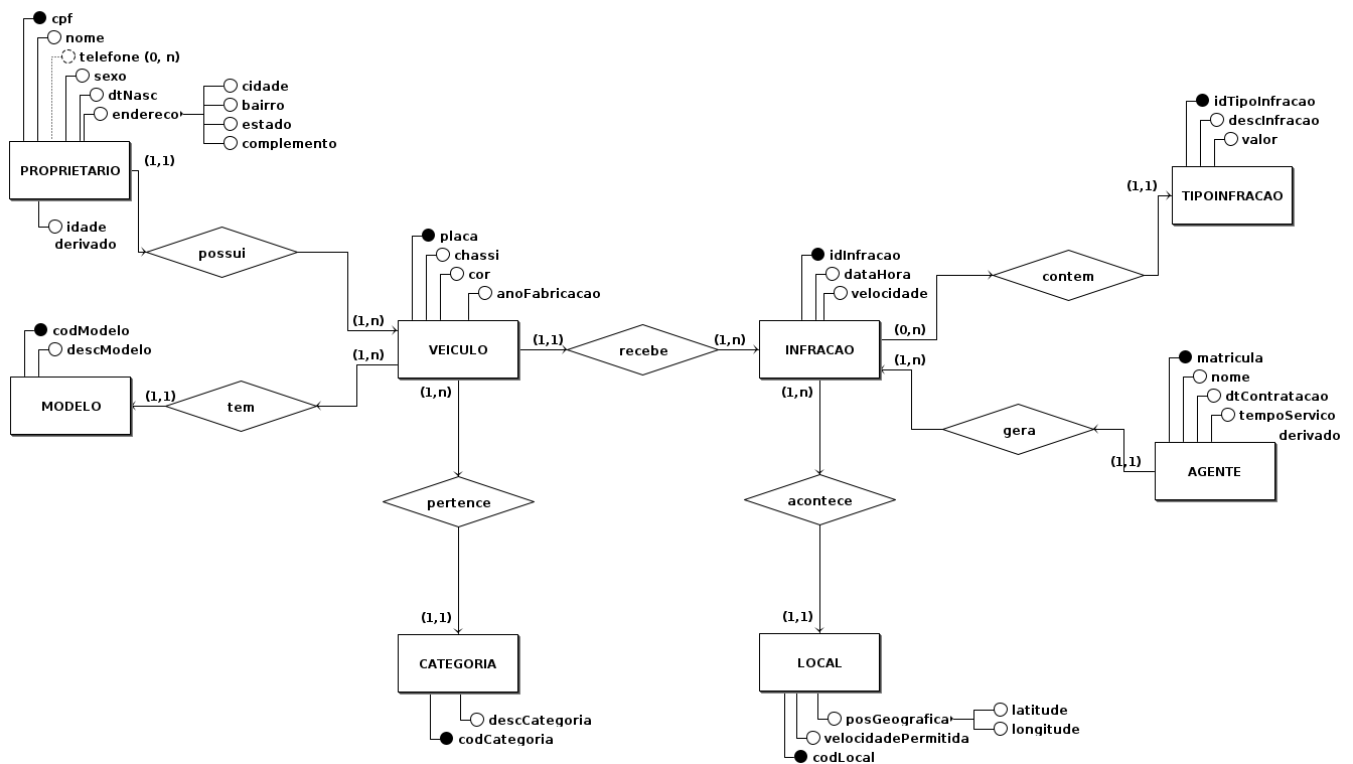 cpf
nome
telefone (0, n)
sexo
dtNasc
endereco
cidade
bairro
estado
complemento
PROPRIETARIO
(1,1)
idade
derivado
possui
idTipoInfracao
descInfracao
valor
(1,1)
TIPOINFRACAO
placa
chassi
cor
anoFabricacao
(1,n)
VEICULO
(1,n)
(1,n)
(1,1)
recebe
(1,n)
idInfracao
dataHora
velocidade
INFRACAO
(0,n)
(1,n)
(1,n)
contem
codModelo
descModelo
MODELO
(1,1)
tem
matricula
nome
dtContratacao
tempoServico
derivado
gera
(1,1)
AGENTE
pertence
acontece
(1,1)
CATEGORIA
descCategoria
codCategoria
(1,1)
LOCAL
posGeografica
latitude
longitude
velocidadePermitida
codLocal